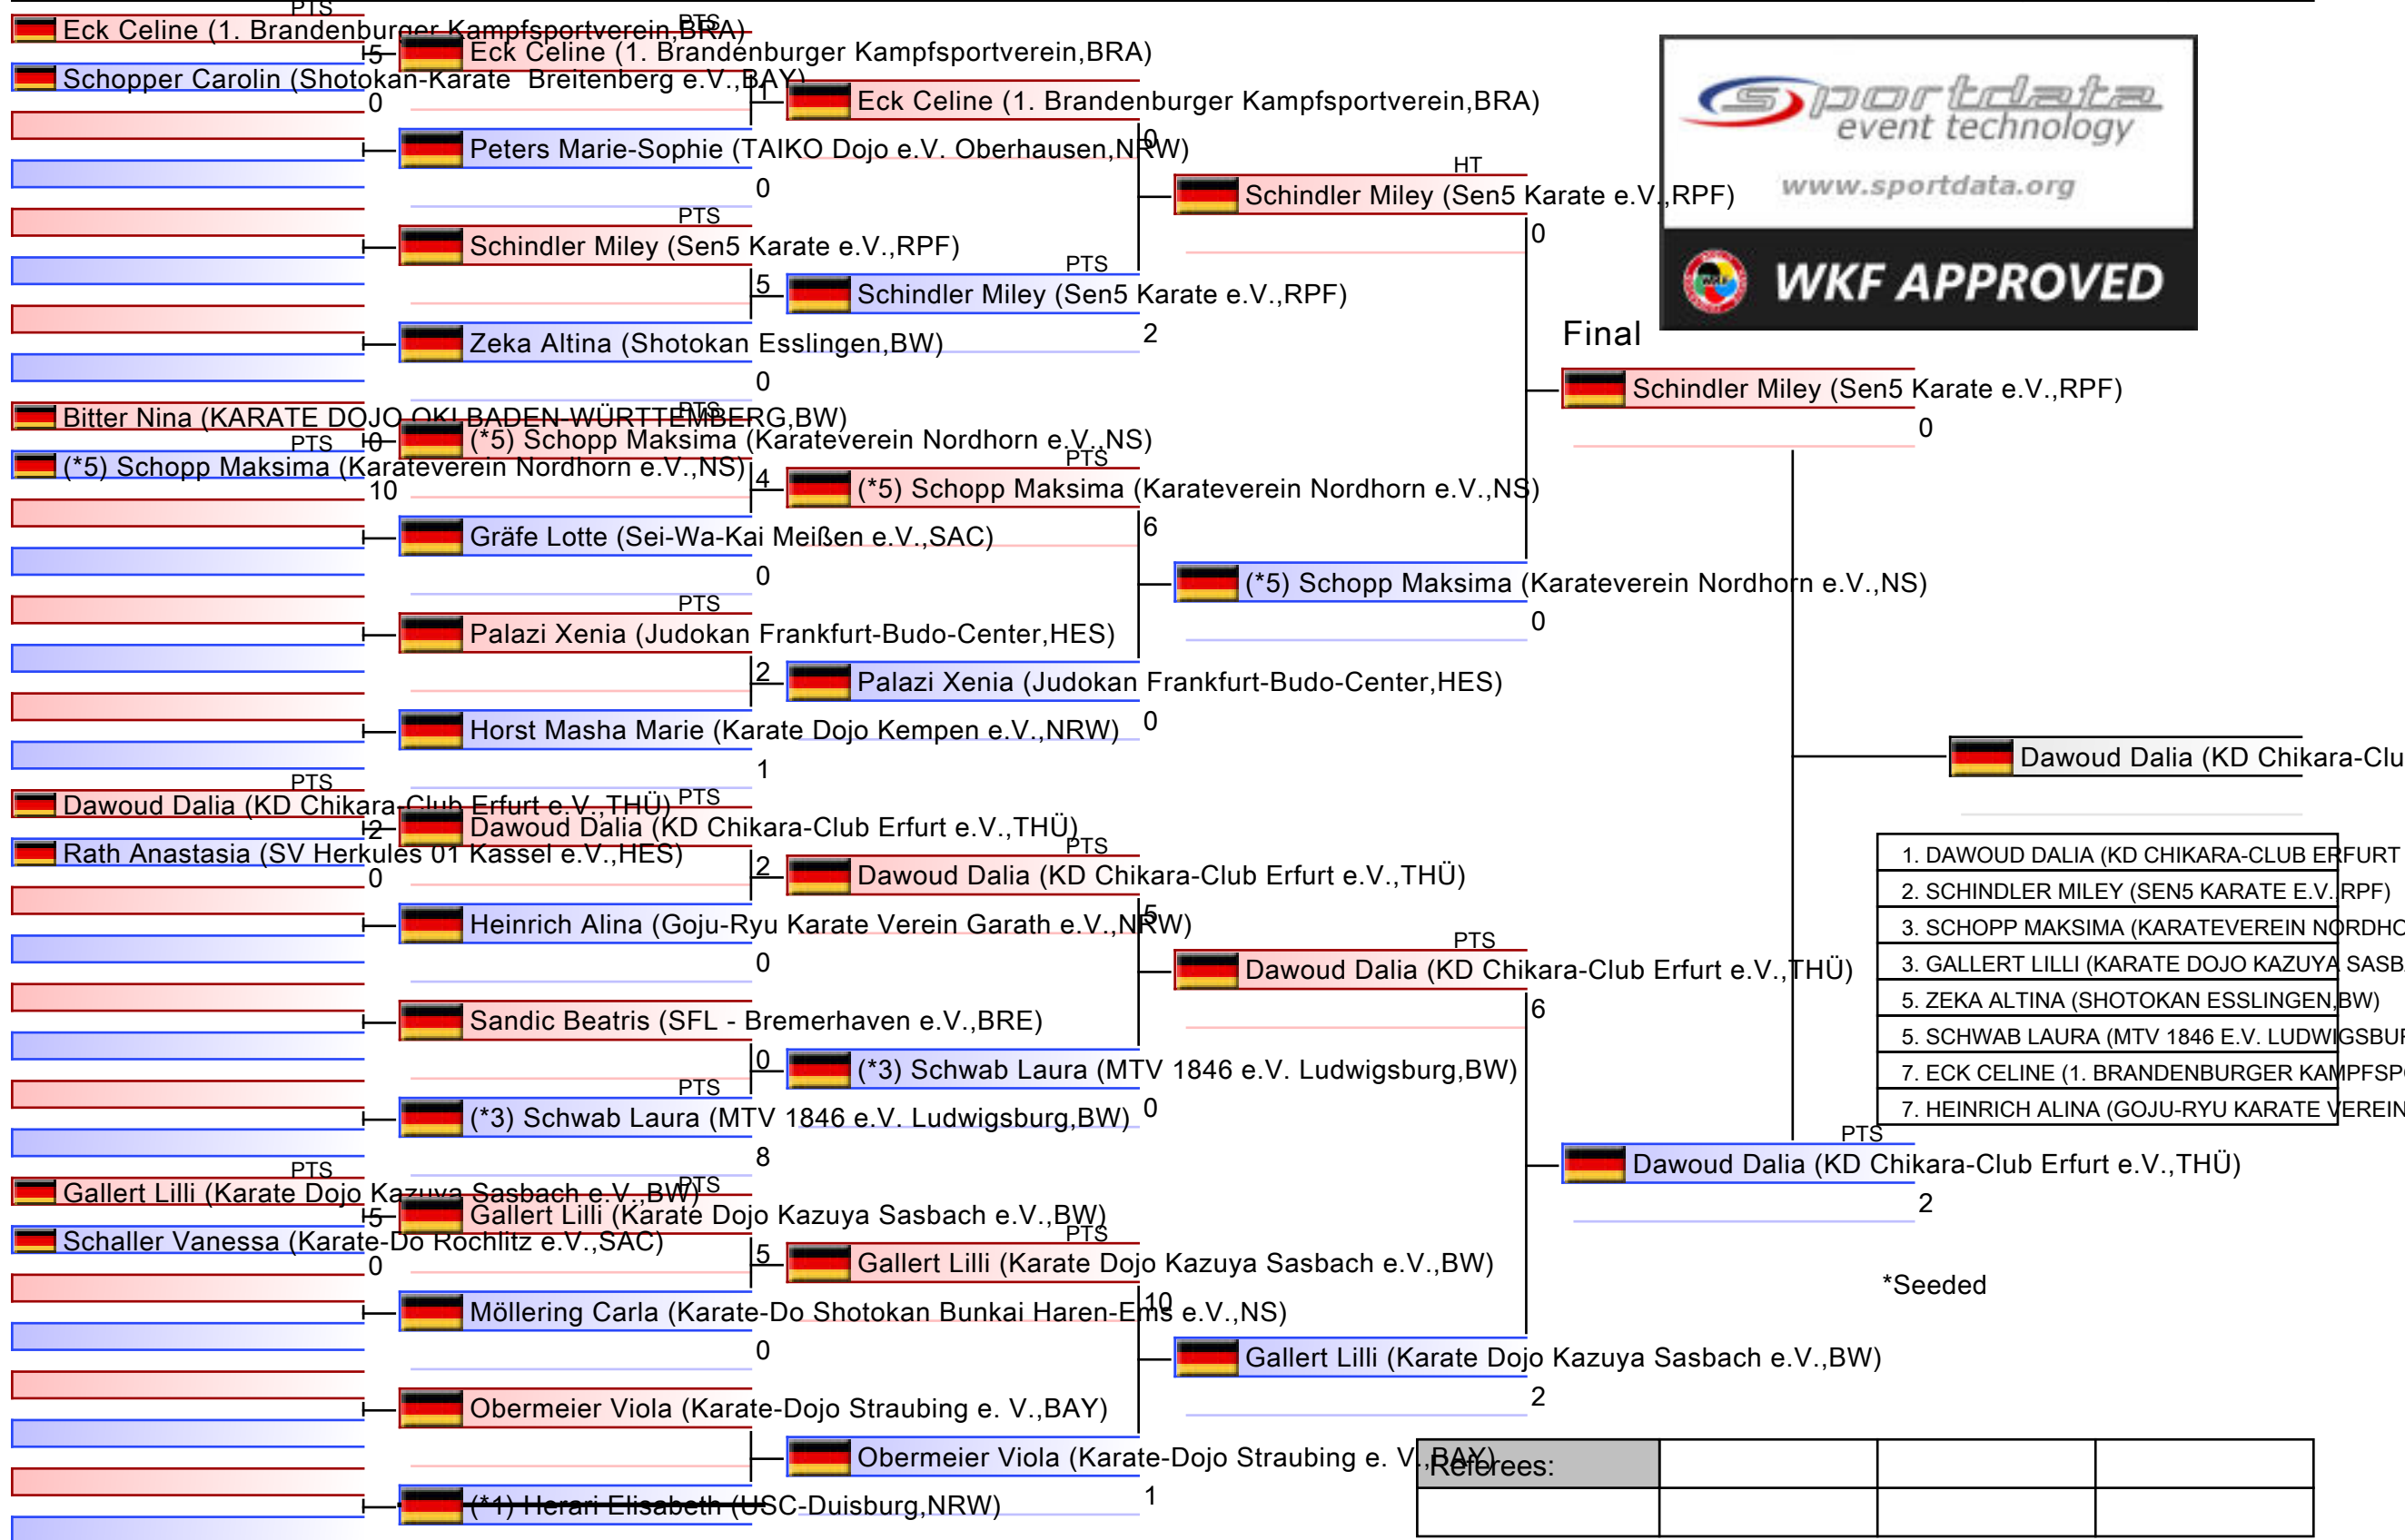 PTS
Eck Celine (1. Brandenburger Kampfsportverein,BRA)
5
Schopper Carolin (Shotokan-Karate Breitenberg e.V.,BAY)
0
PTS
Bitter Nina (KARATE DOJO OKI BADEN-WÜRTTEMBERG,BW)
0
PTS
(*5) Schopp Maksima (Karateverein Nordhorn e.V.,NS)
10
PTS
Dawoud Dalia (KD Chikara-Club Erfurt e.V.,THÜ)
2
Rath Anastasia (SV Herkules 01 Kassel e.V.,HES)
0
PTS
Gallert Lilli (Karate Dojo Kazuya Sasbach e.V.,BW)
5
Schaller Vanessa (Karate-Do Rochlitz e.V.,SAC)
0
PTS
Eck Celine (1. Brandenburger Kampfsportverein,BRA)
1
Peters Marie-Sophie (TAIKO Dojo e.V. Oberhausen,NRW)
0
PTS
Schindler Miley (Sen5 Karate e.V.,RPF)
5
Zeka Altina (Shotokan Esslingen,BW)
0
(*5) Schopp Maksima (Karateverein Nordhorn e.V.,NS)
4
Gräfe Lotte (Sei-Wa-Kai Meißen e.V.,SAC)
0
PTS
Palazi Xenia (Judokan Frankfurt-Budo-Center,HES)
2
Horst Masha Marie (Karate Dojo Kempen e.V.,NRW)
1
PTS
Dawoud Dalia (KD Chikara-Club Erfurt e.V.,THÜ)
2
Heinrich Alina (Goju-Ryu Karate Verein Garath e.V.,NRW)
0
Sandic Beatris (SFL - Bremerhaven e.V.,BRE)
0
PTS
(*3) Schwab Laura (MTV 1846 e.V. Ludwigsburg,BW)
8
PTS
Gallert Lilli (Karate Dojo Kazuya Sasbach e.V.,BW)
5
Möllering Carla (Karate-Do Shotokan Bunkai Haren-Ems e.V.,NS)
0
Obermeier Viola (Karate-Dojo Straubing e. V.,BAY)
(*1) Herari Elisabeth (USC-Duisburg,NRW)
Eck Celine (1. Brandenburger Kampfsportverein,BRA)
0
PTS
Schindler Miley (Sen5 Karate e.V.,RPF)
2
PTS
(*5) Schopp Maksima (Karateverein Nordhorn e.V.,NS)
6
Palazi Xenia (Judokan Frankfurt-Budo-Center,HES)
0
PTS
Dawoud Dalia (KD Chikara-Club Erfurt e.V.,THÜ)
5
(*3) Schwab Laura (MTV 1846 e.V. Ludwigsburg,BW)
0
PTS
Gallert Lilli (Karate Dojo Kazuya Sasbach e.V.,BW)
10
Obermeier Viola (Karate-Dojo Straubing e. V.,BAY)
1
HT
Schindler Miley (Sen5 Karate e.V.,RPF)
0
(*5) Schopp Maksima (Karateverein Nordhorn e.V.,NS)
0
PTS
Dawoud Dalia (KD Chikara-Club Erfurt e.V.,THÜ)
6
Gallert Lilli (Karate Dojo Kazuya Sasbach e.V.,BW)
2
sportdata
event technology
www.sportdata.org
WKF APPROVED
Final
Schindler Miley (Sen5 Karate e.V.,RPF)
0
PTS
Dawoud Dalia (KD Chikara-Club Erfurt e.V.,THÜ)
2
Dawoud Dalia (KD Chikara-Clu
1. DAWOUD DALIA (KD CHIKARA-CLUB ERFURT
2. SCHINDLER MILEY (SEN5 KARATE E.V.,RPF)
3. SCHOPP MAKSIMA (KARATEVEREIN NORDHO
3. GALLERT LILLI (KARATE DOJO KAZUYA SASB
5. ZEKA ALTINA (SHOTOKAN ESSLINGEN,BW)
5. SCHWAB LAURA (MTV 1846 E.V. LUDWIGSBU
7. ECK CELINE (1. BRANDENBURGER KAMPFSP
7. HEINRICH ALINA (GOJU-RYU KARATE VEREIN
*Seeded
Referees: